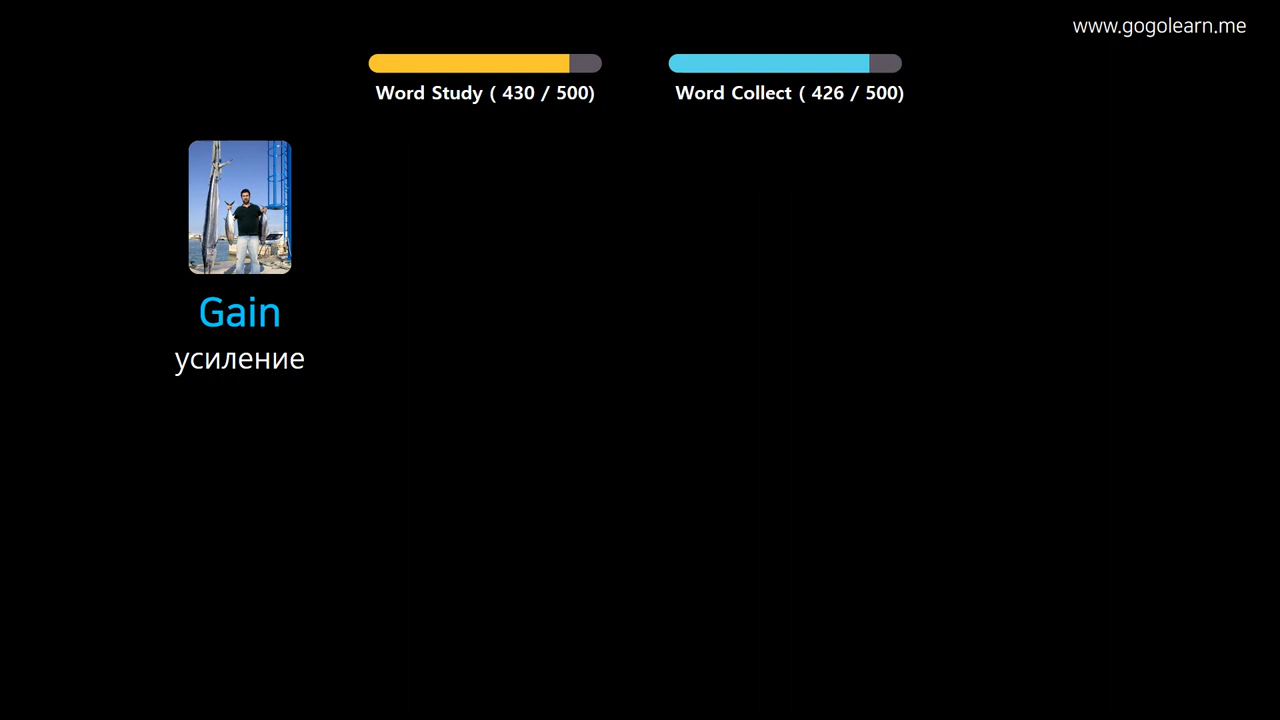 www.gogolearn.me
Word Study ( 430 / 500)
Word Collect ( 426 / 500)
Gain
усиление